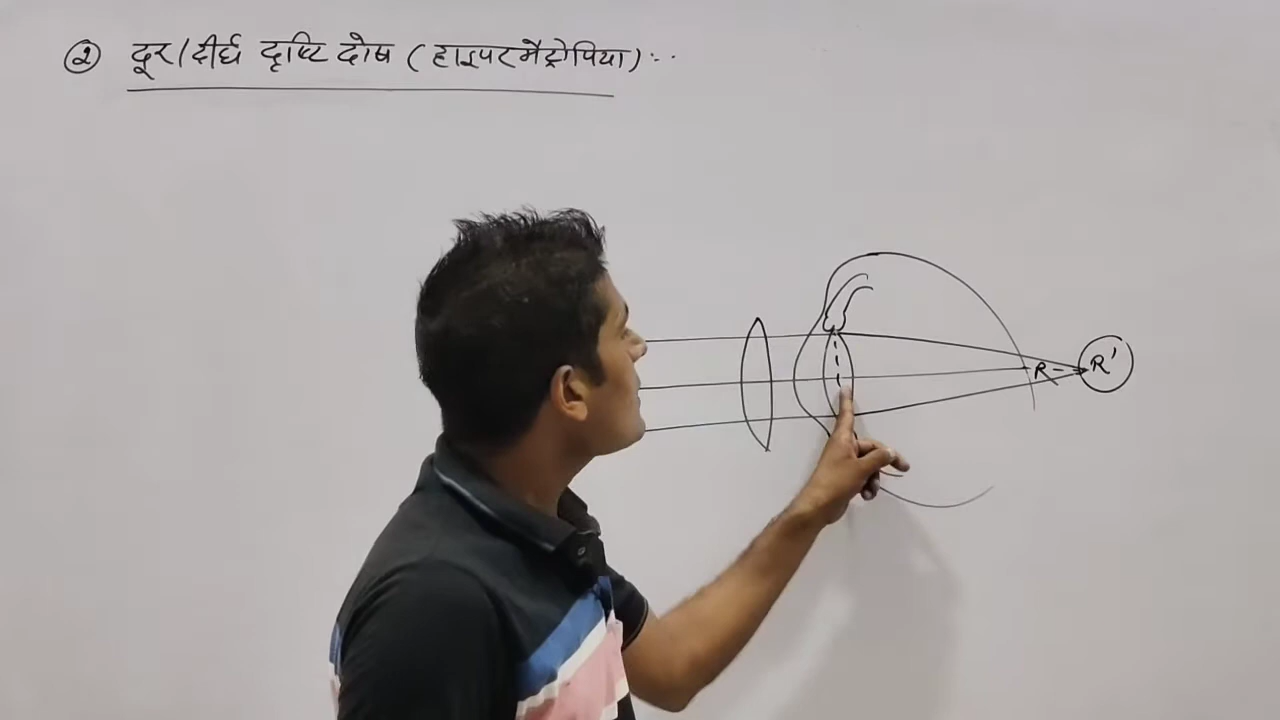 ② दूर/दीर्घ दृष्टि दोष (हाइपरमैट्रोपिया) :-
R R'